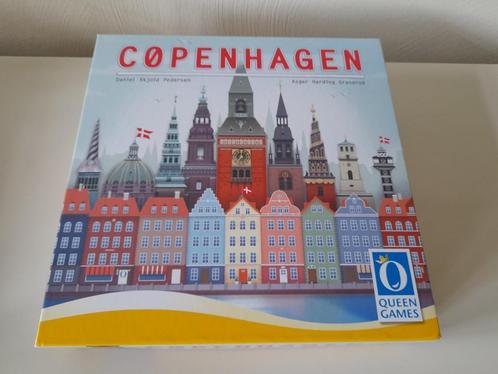 CØPENHAGEN
Daniel Skjold Pedersen Asger Harding Granerud
QUEEN
GAMES